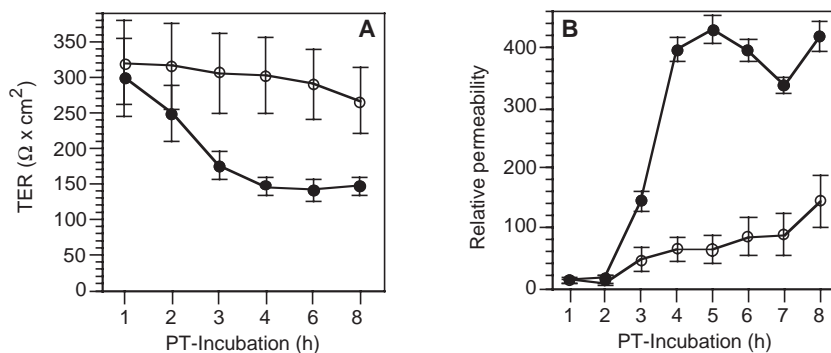 A
TER (Ω x cm2)
350
300
250
200
150
100
50
0
1 2 3 4 6 8
PT-Incubation (h)
B
Relative permeability
400
300
200
100
0
1 2 3 4 5 6 7 8
PT-Incubation (h)